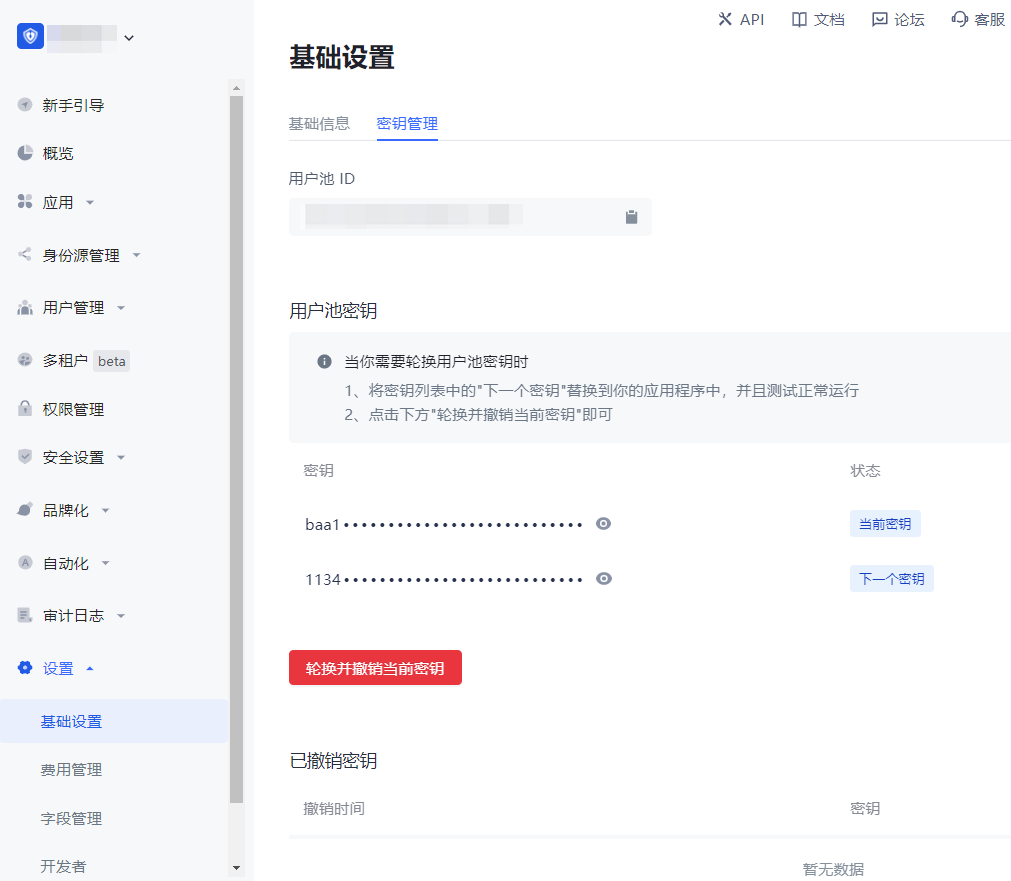 API
文档
论坛
客服
新手引导
概览
应用
身份源管理
用户管理
多租户 beta
权限管理
安全设置
品牌化
自动化
审计日志
设置
基础设置
费用管理
字段管理
开发者
基础设置
基础信息
密钥管理
用户池 ID
用户池密钥
当你需要轮换用户池密钥时
1、将密钥列表中的"下一个密钥"替换到你的应用程序中，并且测试正常运行
2、点击下方"轮换并撤销当前密钥"即可
密钥
状态
baa1•••••••••••••••••••••••••••
当前密钥
1134•••••••••••••••••••••••••••
下一个密钥
轮换并撤销当前密钥
已撤销密钥
撤销时间
密钥
暂无数据